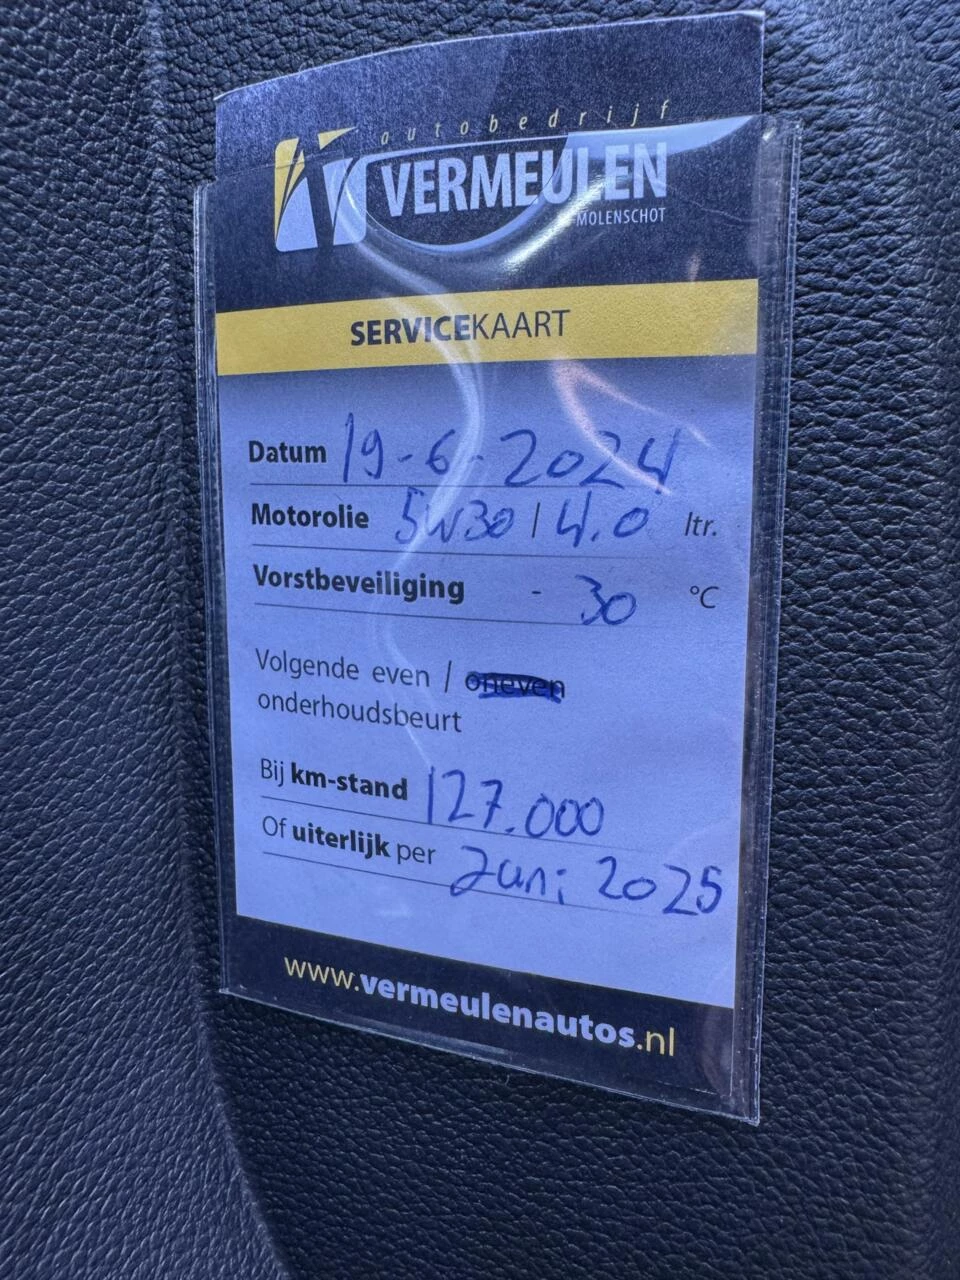 autobedrijf
VERMEULEN
MOLENSCHOT
SERVICEKAART
Datum 19-6-2024
Motorolie 5W30 / 4.0 ltr.
Vorstbeveiliging - 30 °C
Volgende even / oneven
onderhoudsbeurt
Bij km-stand 127.000
Of uiterlijk per Juni 2025
www.vermeulenautos.nl